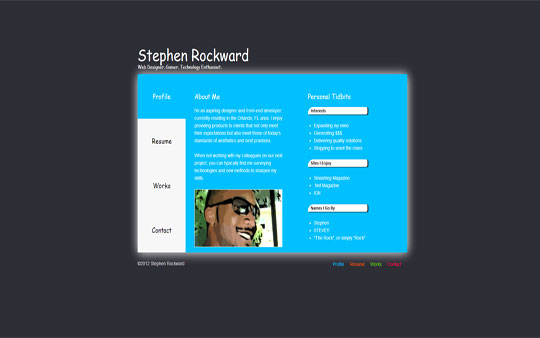 Stephen Rockward
Web Designer. Gamer. Technology Enthusiast.
Profile
Resume
Works
Contact
About Me
I'm an aspiring designer and front-end developer
currently residing in the Orlando, FL area. I enjoy
providing products to clients that not only meet
their expectations but also meet those of today's
standards of aesthetics and best practices.
When not working with my colleagues on our next
project, you can typically find me surveying
technologies and new methods to sharpen my
skills.
Personal Tidbits
Interests
Expanding my mind
Generating $$$
Delivering quality solutions
Stopping to smell the roses
Sites I Enjoy
Smashing Magazine
.Net Magazine
IGN
Names I Go By
Stephen
STEVEY
"The Rock", or simply "Rock"
©2012 Stephen Rockward
Profile Resume Works Contact